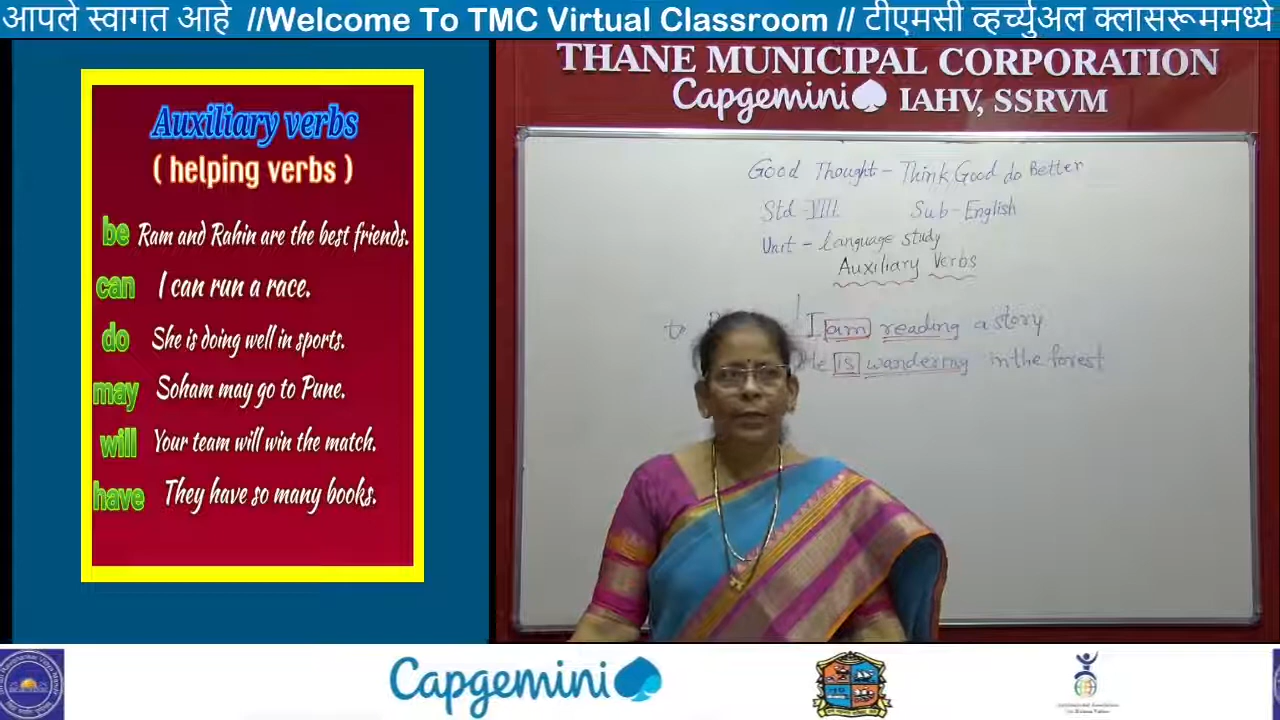 आपले स्वागत आहे //Welcome To TMC Virtual Classroom // टीएमसी व्हर्च्युअल क्लासरूममध्ये
Auxiliary verbs
( helping verbs )
be Ram and Rahin are the best friends.
can I can run a race.
do She is doing well in sports.
may Soham may go to Pune.
will Your team will win the match.
have They have so many books.
THANE MUNICIPAL CORPORATION
Capgemini IAHV, SSRVM
Good Thought - Think Good do Better
Std - VIII Sub - English
Unit - Language study
Auxiliary Verbs
to
I am reading a story
He is wandering in the forest
Capgemini